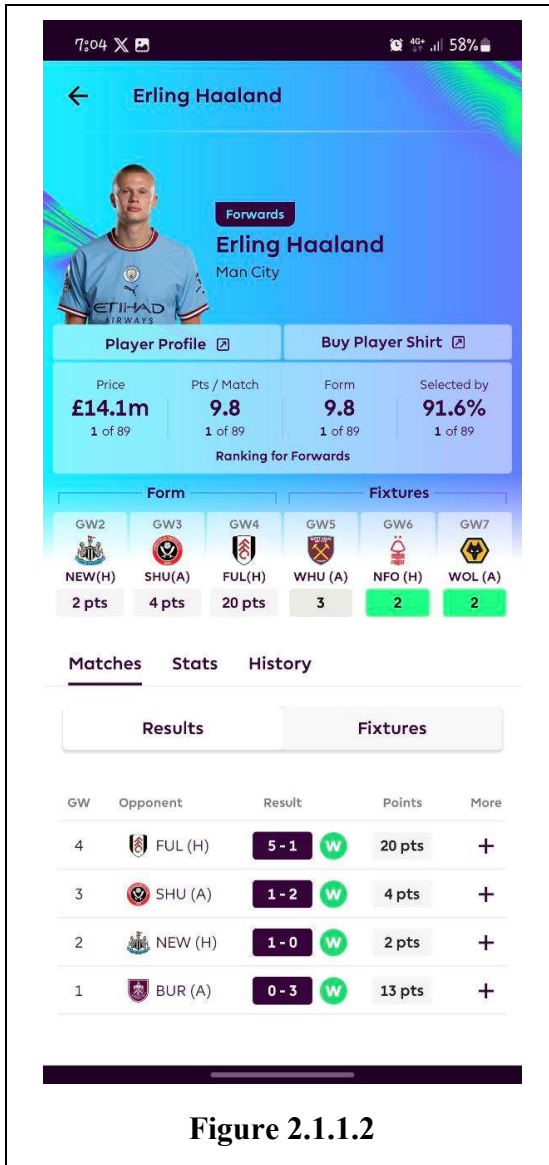 7:04
4G+ 58%
Erling Haaland
Forwards
Erling Haaland
Man City
ETIHAD
AIRWAYS
Player Profile Buy Player Shirt
Price Pts / Match Form Selected by
£14.1m 9.8 9.8 91.6%
1 of 89 1 of 89 1 of 89 1 of 89
Ranking for Forwards
Form Fixtures
GW2 GW3 GW4 GW5 GW6 GW7
NEW(H) SHU(A) FUL(H) WHU (A) NFO (H) WOL (A)
2 pts 4 pts 20 pts 3 2 2
Matches Stats History
Results Fixtures
GW Opponent Result Points More
4 FUL (H) 5 - 1 W 20 pts +
3 SHU (A) 1 - 2 W 4 pts +
2 NEW (H) 1 - 0 W 2 pts +
1 BUR (A) 0 - 3 W 13 pts +
Figure 2.1.1.2